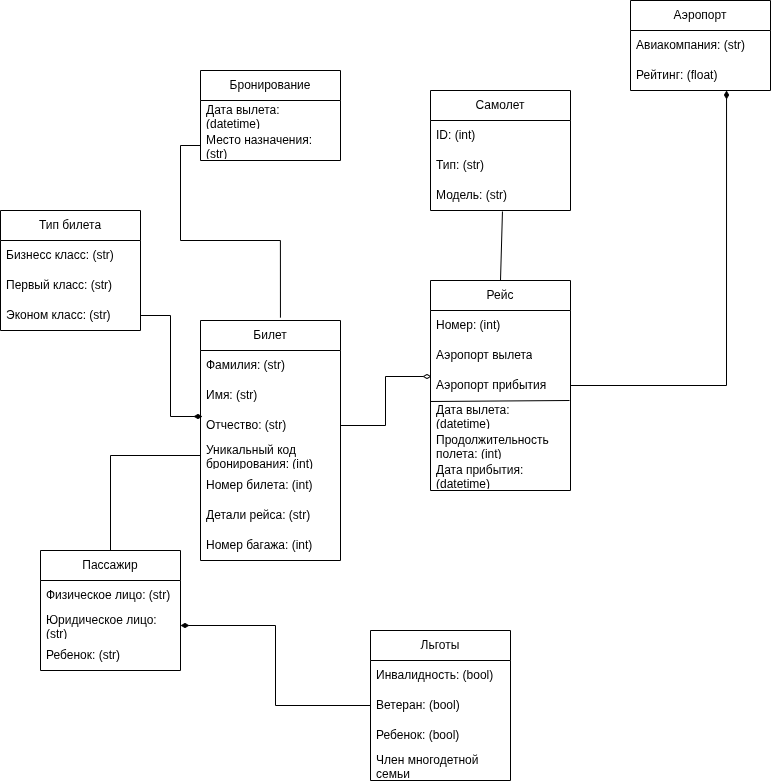 Аэропорт
Авиакомпания: (str)
Рейтинг: (float)
Бронирование
Дата вылета:
(datetime)
Место назначения:
(str)
Самолет
ID: (int)
Тип: (str)
Модель: (str)
Тип билета
Бизнесс класс: (str)
Первый класс: (str)
Эконом класс: (str)
Рейс
Номер: (int)
Аэропорт вылета
Аэропорт прибытия
Дата вылета:
(datetime)
Продолжительность
полета: (int)
Дата прибытия:
(datetime)
Билет
Фамилия: (str)
Имя: (str)
Отчество: (str)
Уникальный код
бронирования: (int)
Номер билета: (int)
Детали рейса: (str)
Номер багажа: (int)
Пассажир
Физическое лицо: (str)
Юридическое лицо:
(str)
Ребенок: (str)
Льготы
Инвалидность: (bool)
Ветеран: (bool)
Ребенок: (bool)
Член многодетной
семьи